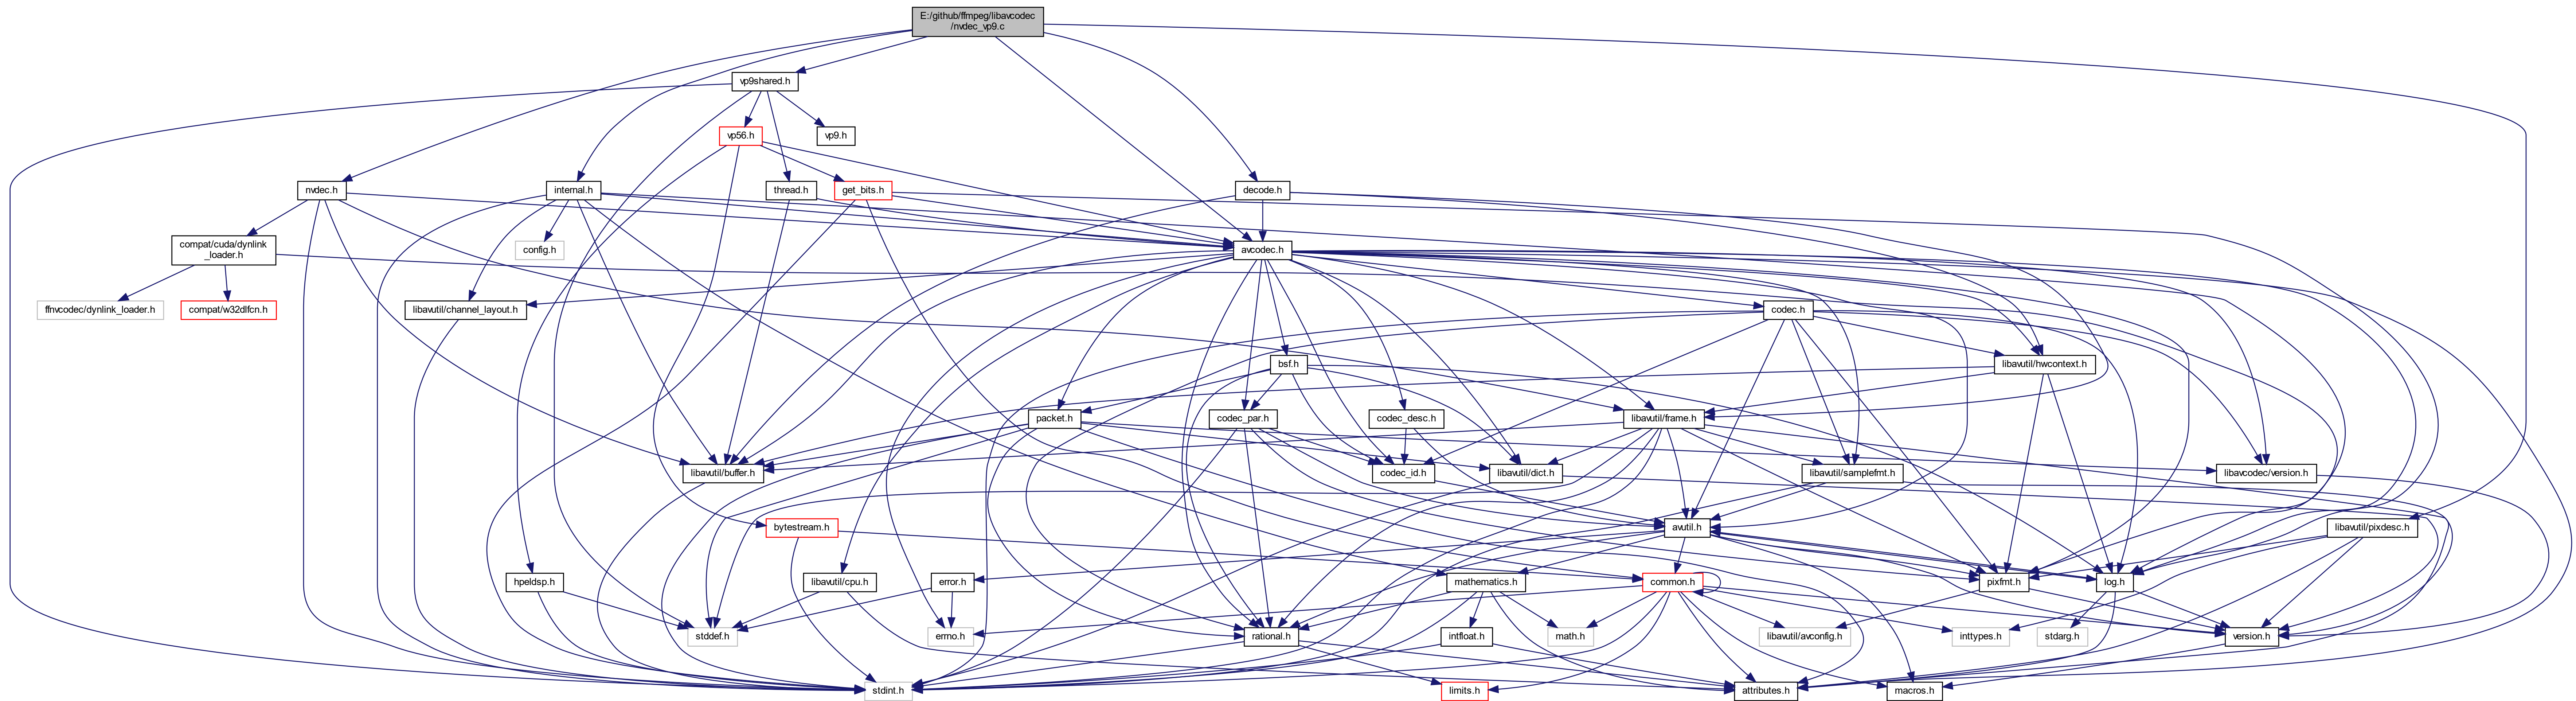 E:/github/ffmpeg/libavcodec
/nvdec_vp9.c
vp9shared.h
vp56.h
vp9.h
nvdec.h
internal.h
thread.h
get_bits.h
decode.h
compat/cuda/dynlink
_loader.h
config.h
avcodec.h
ffnvcodec/dynlink_loader.h
compat/w32dlfcn.h
libavutil/channel_layout.h
codec.h
bsf.h
libavutil/hwcontext.h
packet.h
codec_par.h
codec_desc.h
libavutil/frame.h
libavutil/buffer.h
codec_id.h
libavutil/dict.h
libavutil/samplefmt.h
libavcodec/version.h
bytestream.h
avutil.h
libavutil/pixdesc.h
hpeldsp.h
libavutil/cpu.h
error.h
mathematics.h
common.h
pixfmt.h
log.h
stddef.h
errno.h
rational.h
intfloat.h
math.h
libavutil/avconfig.h
inttypes.h
stdarg.h
version.h
stdint.h
limits.h
attributes.h
macros.h